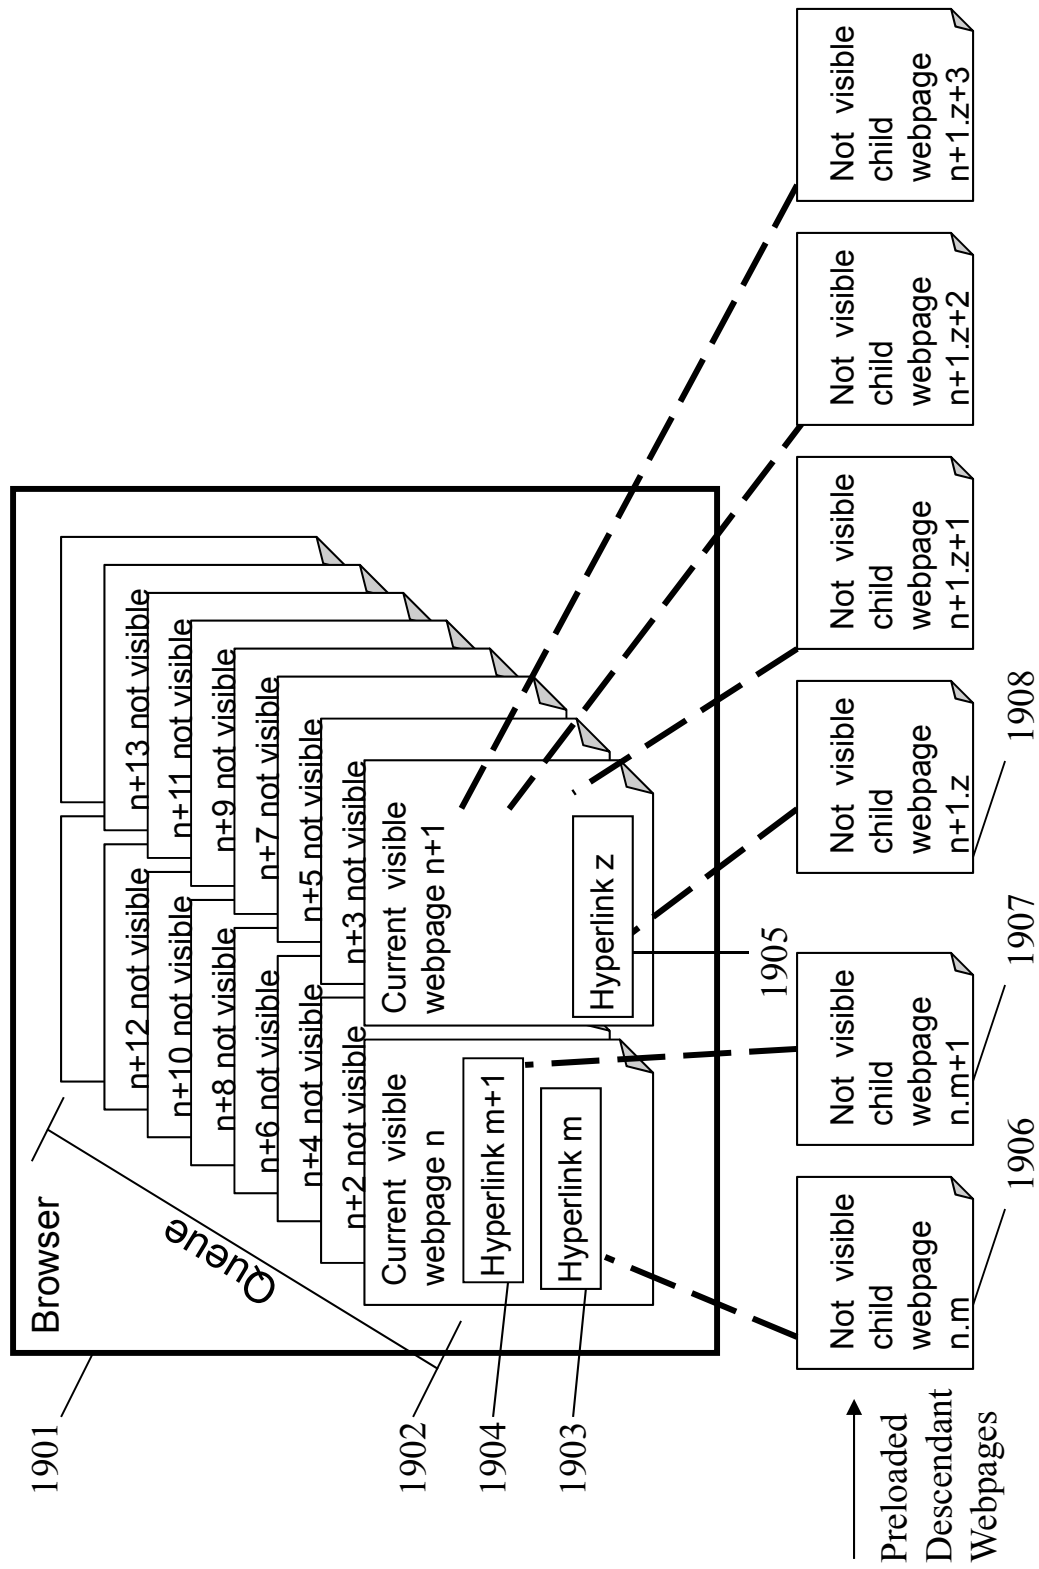 1901
Browser
Queue
1902
1904
1903
n+12 not visible
n+13 not visible
n+10 not visible
n+11 not visible
n+8 not visible
n+9 not visible
n+6 not visible
n+7 not visible
n+4 not visible
n+5 not visible
n+2 not visible
n+3 not visible
Current visible
webpage n
Hyperlink m+1
Hyperlink m
Current visible
webpage n+1
Hyperlink z
1905
Preloaded
Descendant
Webpages
Not visible
child
webpage
n.m
1906
Not visible
child
webpage
n.m+1
1907
Not visible
child
webpage
n+1.z
1908
Not visible
child
webpage
n+1.z+1
Not visible
child
webpage
n+1.z+2
Not visible
child
webpage
n+1.z+3